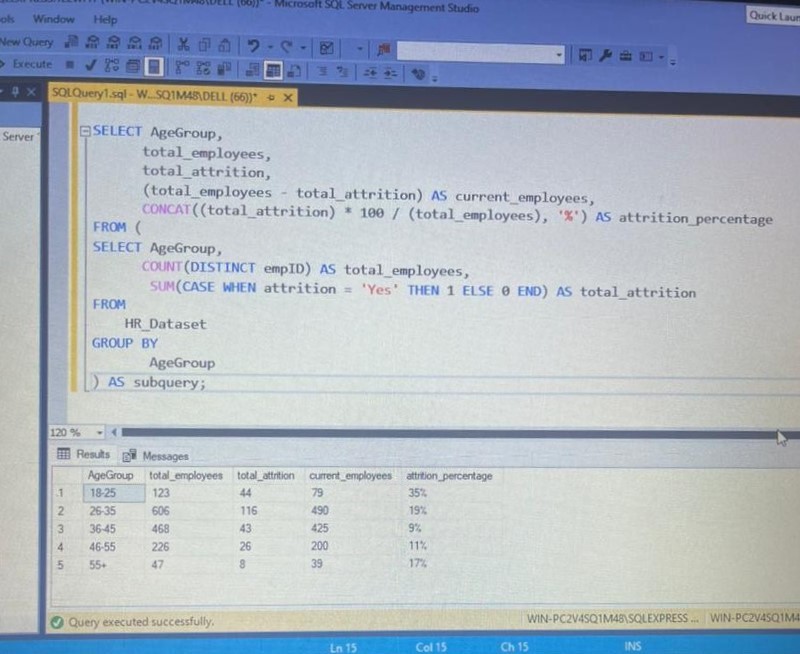 Microsoft SQL Server Management Studio
Quick Laun
ols Window Help
New Query
Execute
SQLQuery1.sql - W...SQ1M48\DELL (66))*
Server
SELECT AgeGroup,
total_employees,
total_attrition,
(total_employees - total_attrition) AS current_employees,
CONCAT((total_attrition) * 100 / (total_employees), '%') AS attrition_percentage
FROM (
SELECT AgeGroup,
COUNT(DISTINCT empID) AS total_employees,
SUM(CASE WHEN attrition = 'Yes' THEN 1 ELSE 0 END) AS total_attrition
FROM
HR_Dataset
GROUP BY
AgeGroup
) AS subquery;
120 %
Results Messages
AgeGroup total_employees total_attrition current_employees attrition_percentage
1 18-25 123 44 79 35%
2 26-35 606 116 490 19%
3 36-45 468 43 425 9%
4 46-55 226 26 200 11%
5 55+ 47 8 39 17%
Query executed successfully. WIN-PC2V4SQ1M48\SQLEXPRESS ... WIN-PC2V4SQ1M4
Ln 15 Col 15 Ch 15 INS